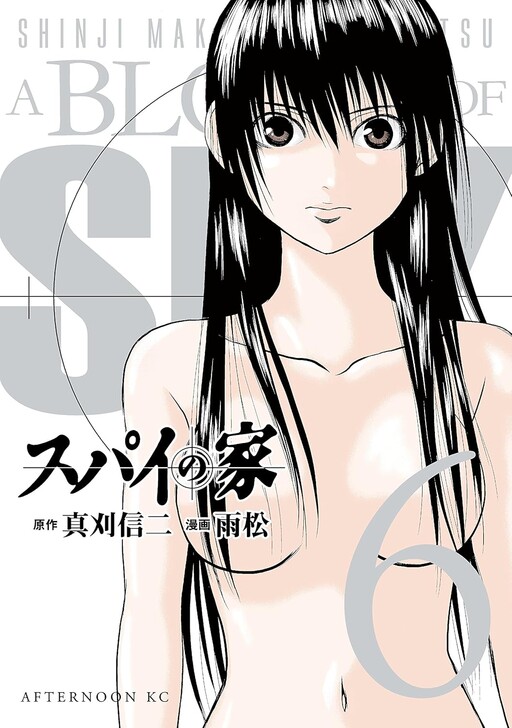 SHINJI MAK TSU
A BLO OF
S Y
スパイの家
原作 真刈信二 漫画 雨松
6
AFTERNOON KC